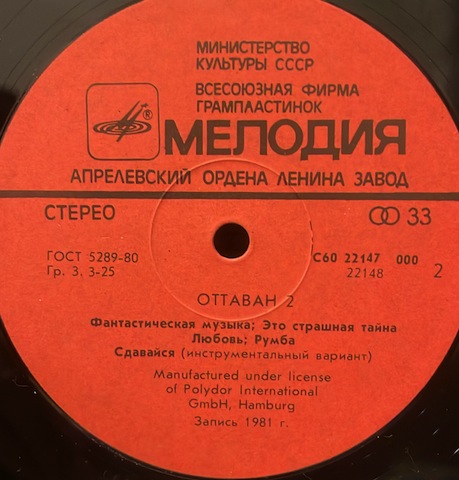 МИНИСТЕРСТВО
КУЛЬТУРЫ СССР
ВСЕСОЮЗНАЯ ФИРМА
ГРАМПЛАСТИНОК
®
МЕЛОДИЯ
АПРЕЛЕВСКИЙ ОРДЕНА ЛЕНИНА ЗАВОД
СТЕРЕО 33
ГОСТ 5289-80 С60 22147 000
Гр. 3. 3-25 22148 2
ОТТАВАН 2
Фантастическая музыка; Это страшная тайна
Любовь; Румба
Сдавайся (инструментальный вариант)
Manufactured under license
of Polydor International
GmbH, Hamburg
Запись 1981 г.